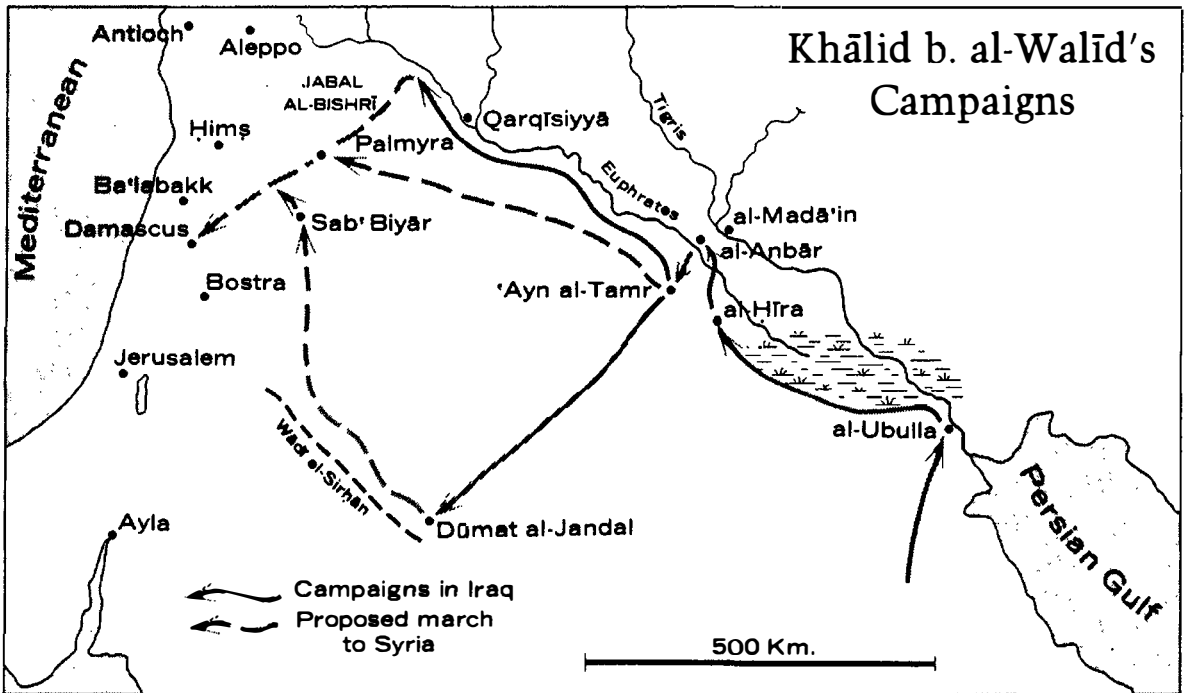 Khālid b. al-Walīd's
Campaigns
Antioch
Aleppo
JABAL
AL-BISHRĪ
Tigris
Qarqīsiyyā
Ḥimṣ
Palmyra
Mediterranean
Euphrates
Ba'labakk
al-Madā'in
Damascus
Sab' Biyār
al-Anbār
Bostra
'Ayn al-Tamr
al-Ḥīra
Jerusalem
al-Ubulla
Wadī al-Sirḥān
Ayla
Dūmat al-Jandal
Persian Gulf
Campaigns in Iraq
Proposed march
to Syria
500 Km.